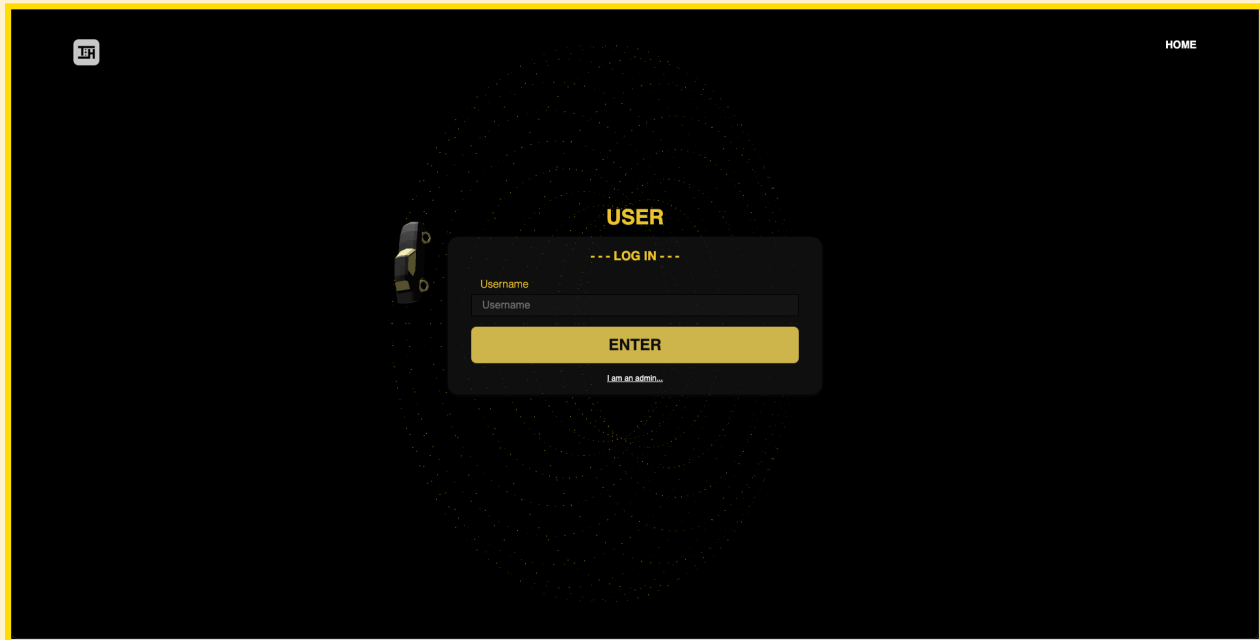 HOME
USER
- - - LOG IN - - -
Username
Username
ENTER
I am an admin...